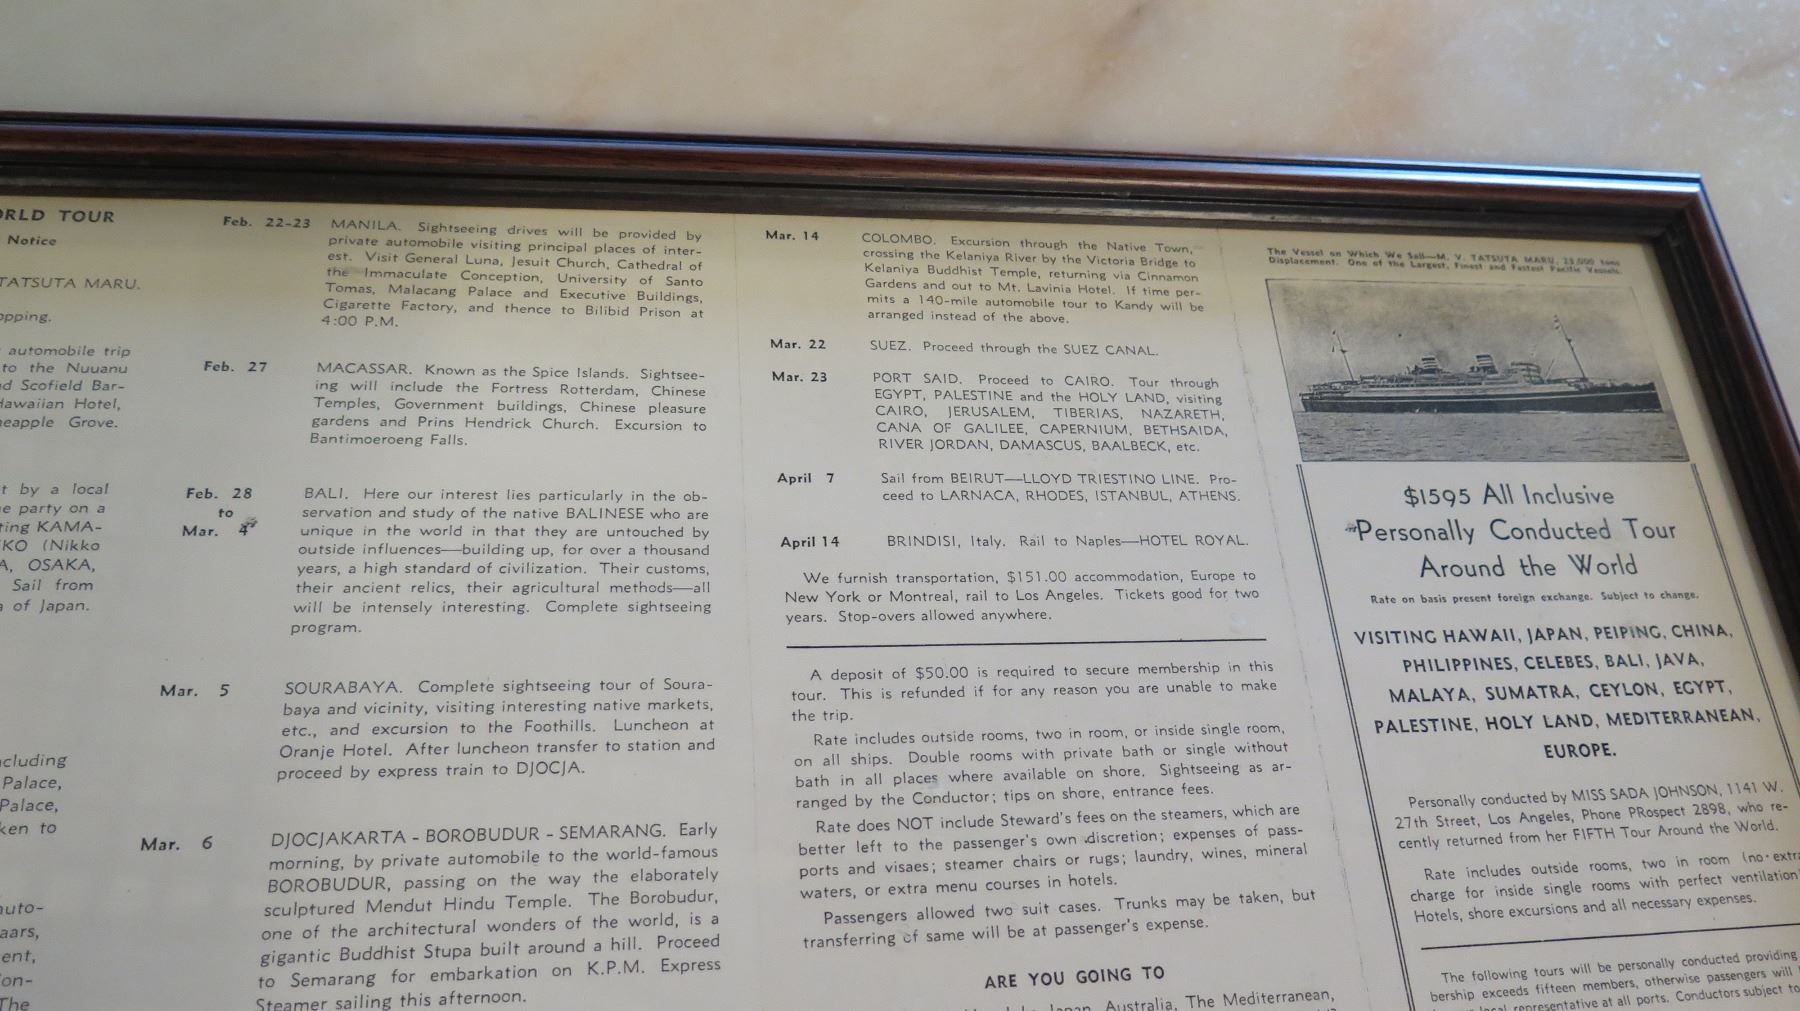 ORLD TOUR
Notice
TATSUTA MARU.
pping.
automobile trip
to the Nuuanu
d Scofield Bar-
Hawaiian Hotel,
neapple Grove.
t by a local
e party on a
ting KAMA-
KO (Nikko
A, OSAKA,
Sail from
of Japan.
cluding
Palace,
Palace,
ken to
auto-
aars,
ent,
on-
The
Feb. 22-23 MANILA. Sightseeing drives will be provided by
private automobile visiting principal places of inter-
est. Visit General Luna, Jesuit Church, Cathedral of
the Immaculate Conception, University of Santo
Tomas, Malacang Palace and Executive Buildings,
Cigarette Factory, and thence to Bilibid Prison at
4:00 P.M.
Feb. 27 MACASSAR. Known as the Spice Islands. Sightsee-
ing will include the Fortress Rotterdam, Chinese
Temples, Government buildings, Chinese pleasure
gardens and Prins Hendrick Church. Excursion to
Bantimoeroeng Falls.
Feb. 28 BALI. Here our interest lies particularly in the ob-
to servation and study of the native BALINESE who are
Mar. 4 unique in the world in that they are untouched by
outside influences—building up, for over a thousand
years, a high standard of civilization. Their customs,
their ancient relics, their agricultural methods—all
will be intensely interesting. Complete sightseeing
program.
Mar. 5 SOURABAYA. Complete sightseeing tour of Soura-
baya and vicinity, visiting interesting native markets,
etc., and excursion to the Foothills. Luncheon at
Oranje Hotel. After luncheon transfer to station and
proceed by express train to DJOCJA.
Mar. 6 DJOCJAKARTA - BOROBUDUR - SEMARANG. Early
morning, by private automobile to the world-famous
BOROBUDUR, passing on the way the elaborately
sculptured Mendut Hindu Temple. The Borobudur,
one of the architectural wonders of the world, is a
gigantic Buddhist Stupa built around a hill. Proceed
to Semarang for embarkation on K.P.M. Express
Steamer sailing this afternoon.
Mar. 14 COLOMBO. Excursion through the Native Town,
crossing the Kelaniya River by the Victoria Bridge to
Kelaniya Buddhist Temple, returning via Cinnamon
Gardens and out to Mt. Lavinia Hotel. If time per-
mits a 140-mile automobile tour to Kandy will be
arranged instead of the above.
Mar. 22 SUEZ. Proceed through the SUEZ CANAL.
Mar. 23 PORT SAID. Proceed to CAIRO. Tour through
EGYPT, PALESTINE and the HOLY LAND, visiting
CAIRO, JERUSALEM, TIBERIAS, NAZARETH,
CANA OF GALILEE, CAPERNIUM, BETHSAIDA,
RIVER JORDAN, DAMASCUS, BAALBECK, etc.
April 7 Sail from BEIRUT—LLOYD TRIESTINO LINE. Pro-
ceed to LARNACA, RHODES, ISTANBUL, ATHENS.
April 14 BRINDISI, Italy. Rail to Naples—HOTEL ROYAL.
We furnish transportation, $151.00 accommodation, Europe to
New York or Montreal, rail to Los Angeles. Tickets good for two
years. Stop-overs allowed anywhere.
A deposit of $50.00 is required to secure membership in this
tour. This is refunded if for any reason you are unable to make
the trip.
Rate includes outside rooms, two in room, or inside single room,
on all ships. Double rooms with private bath or single without
bath in all places where available on shore. Sightseeing as ar-
ranged by the Conductor; tips on shore, entrance fees.
Rate does NOT include Steward's fees on the steamers, which are
better left to the passenger's own discretion; expenses of pass-
ports and visaes; steamer chairs or rugs; laundry, wines, mineral
waters, or extra menu courses in hotels.
Passengers allowed two suit cases. Trunks may be taken, but
transferring of same will be at passenger's expense.
ARE YOU GOING TO
Japan, Australia, The Mediterranean,
The Vessel on Which We Sail—M. V. TATSUTA MARU, 23,000 tons
Displacement. One of the Largest, Finest and Fastest Pacific Vessels.
$1595 All Inclusive
Personally Conducted Tour
Around the World
Rate on basis present foreign exchange. Subject to change.
VISITING HAWAII, JAPAN, PEIPING, CHINA,
PHILIPPINES, CELEBES, BALI, JAVA,
MALAYA, SUMATRA, CEYLON, EGYPT,
PALESTINE, HOLY LAND, MEDITERRANEAN,
EUROPE.
Personally conducted by MISS SADA JOHNSON, 1141 W.
27th Street, Los Angeles, Phone PRospect 2898, who re-
cently returned from her FIFTH Tour Around the World.
Rate includes outside rooms, two in room (no extra
charge for inside single rooms with perfect ventilation
Hotels, shore excursions and all necessary expenses.
The following tours will be personally conducted providing
bership exceeds fifteen members, otherwise passengers will
local representative at all ports. Conductors subject to